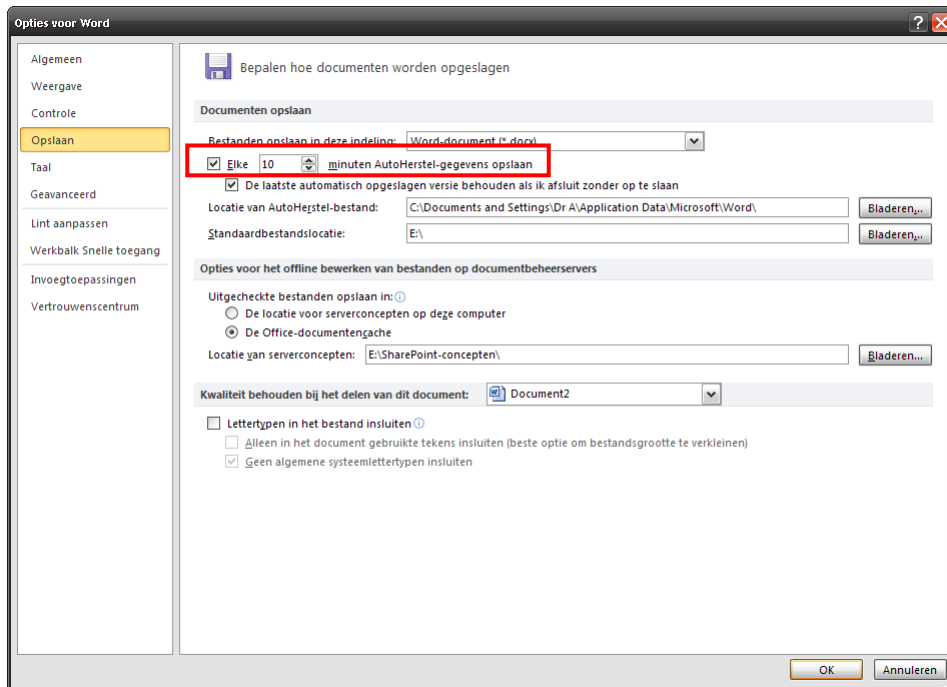 Opties voor Word
Algemeen
Weergave
Controle
Opslaan
Taal
Geavanceerd
Lint aanpassen
Werkbalk Snelle toegang
Invoegtoepassingen
Vertrouwenscentrum
Bepalen hoe documenten worden opgeslagen
Documenten opslaan
Bestanden opslaan in deze indeling: Word-document (*.docx)
Elke 10 minuten AutoHerstel-gegevens opslaan
De laatste automatisch opgeslagen versie behouden als ik afsluit zonder op te slaan
Locatie van AutoHerstel-bestand: C:\Documents and Settings\Dr A\Application Data\Microsoft\Word\ Bladeren...
Standaardbestandslocatie: E:\ Bladeren...
Opties voor het offline bewerken van bestanden op documentbeheerservers
Uitgecheckte bestanden opslaan in:
De locatie voor serverconcepten op deze computer
De Office-documentencache
Locatie van serverconcepten: E:\SharePoint-concepten\ Bladeren...
Kwaliteit behouden bij het delen van dit document: Document2
Lettertypen in het bestand insluiten
Alleen in het document gebruikte tekens insluiten (beste optie om bestandsgrootte te verkleinen)
Geen algemene systeemlettertypen insluiten
OK Annuleren